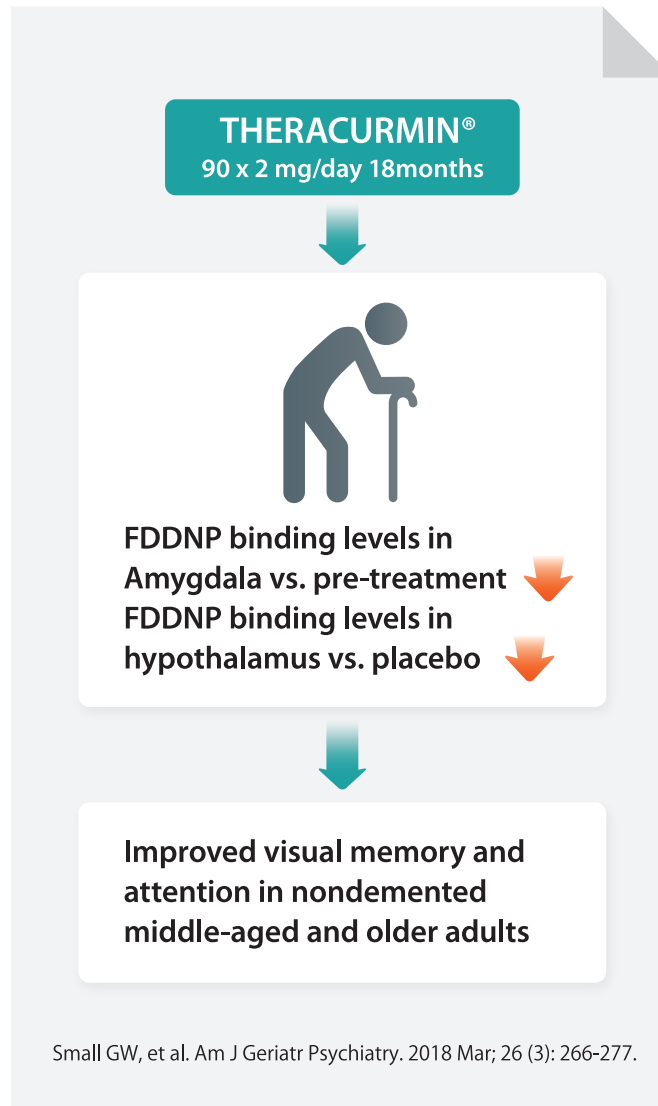 THERACURMIN®
90 x 2 mg/day 18months
FDDNP binding levels in
Amygdala vs. pre-treatment
FDDNP binding levels in
hypothalamus vs. placebo
Improved visual memory and
attention in nondemented
middle-aged and older adults
Small GW, et al. Am J Geriatr Psychiatry. 2018 Mar; 26 (3): 266-277.